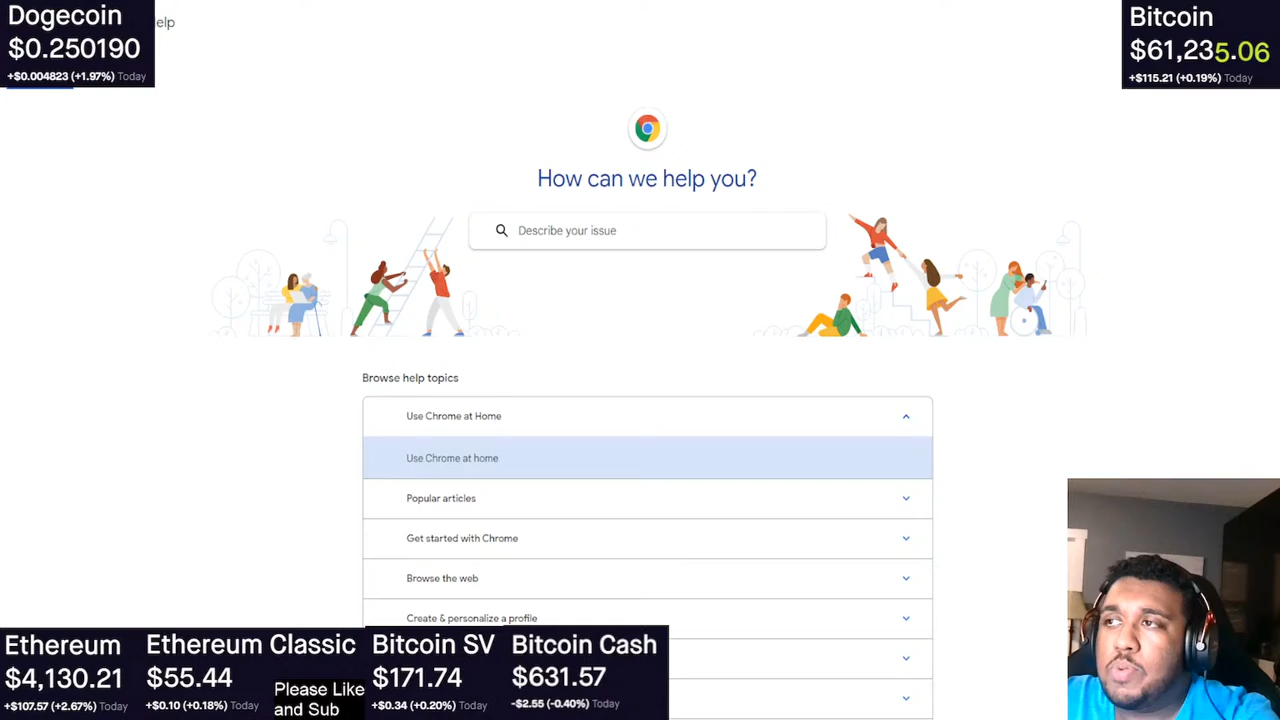 Dogecoin
$0.250190
+$0.004823 (+1.97%) Today
elp
Bitcoin
$61,235.06
+$115.21 (+0.19%) Today
How can we help you?
Describe your issue
Browse help topics
Use Chrome at Home
Use Chrome at home
Popular articles
Get started with Chrome
Browse the web
Create & personalize a profile
Ethereum
$4,130.21
+$107.57 (+2.67%) Today
Ethereum Classic
$55.44
+$0.10 (+0.18%) Today
Please Like
and Sub
Bitcoin SV
$171.74
+$0.34 (+0.20%) Today
Bitcoin Cash
$631.57
-$2.55 (-0.40%) Today